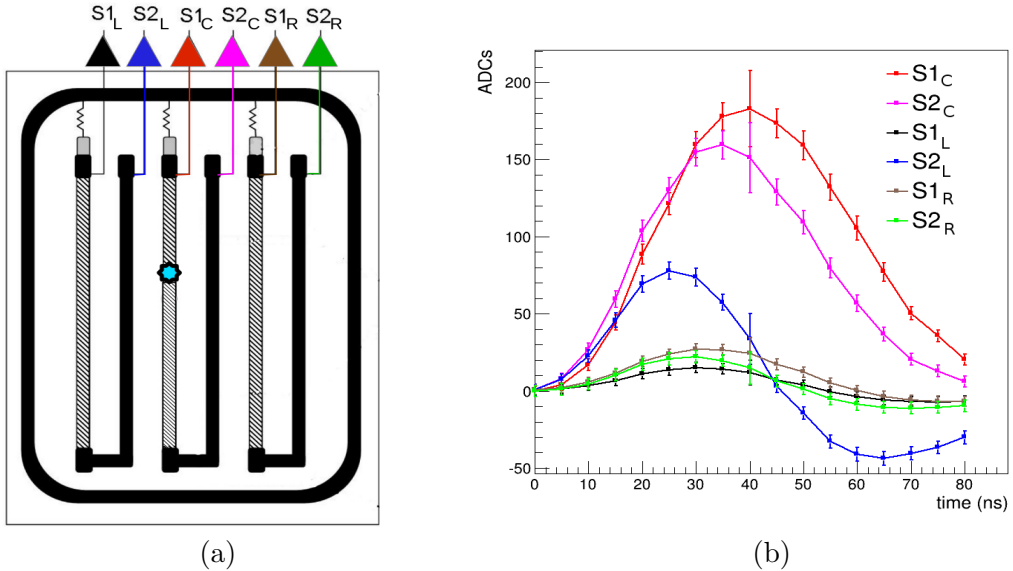 S1L S2L S1C S2C S1R S2R
(a)
ADCs
200
150
100
50
0
-50
0 10 20 30 40 50 60 70 80
time (ns)
S1C
S2C
S1L
S2L
S1R
S2R
(b)